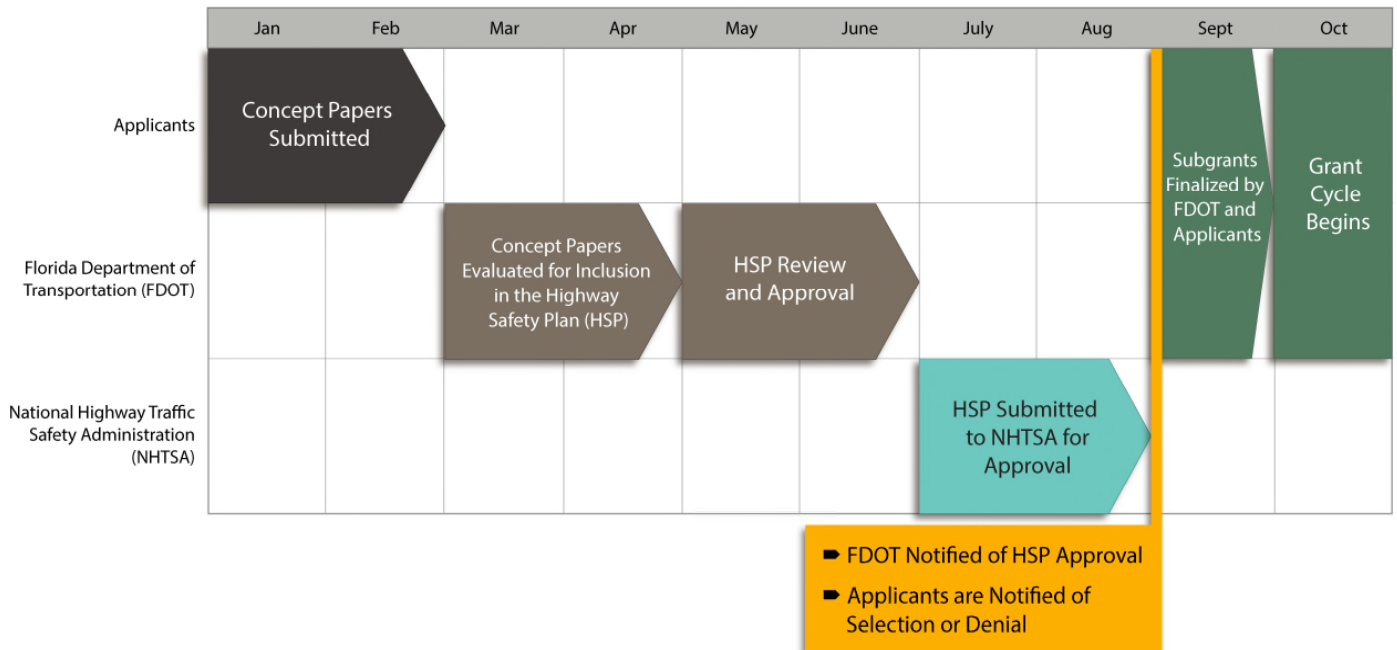 Jan Feb Mar Apr May June July Aug Sept Oct
Applicants
Concept Papers
Submitted
Subgrants
Finalized by
FDOT and
Applicants
Grant
Cycle
Begins
Florida Department of
Transportation (FDOT)
Concept Papers
Evaluated for Inclusion
in the Highway
Safety Plan (HSP)
HSP Review
and Approval
National Highway Traffic
Safety Administration
(NHTSA)
HSP Submitted
to NHTSA for
Approval
FDOT Notified of HSP Approval
Applicants are Notified of
Selection or Denial